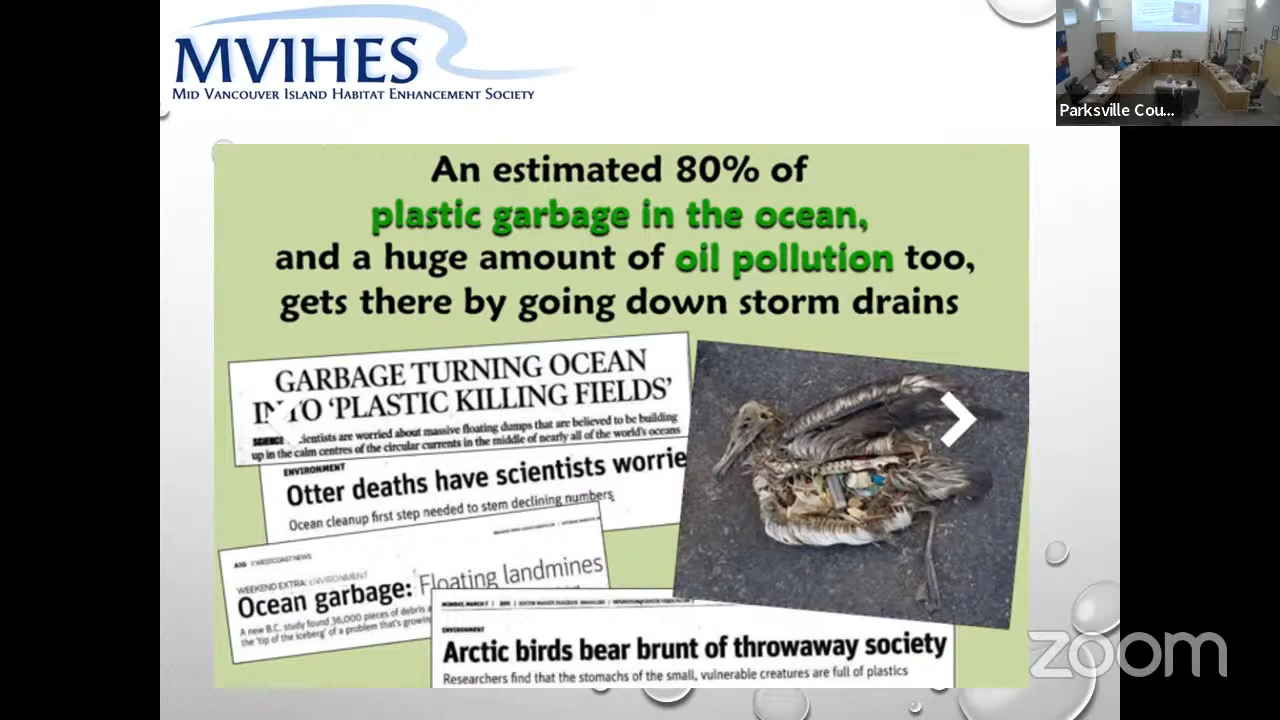 MVIHES
MID VANCOUVER ISLAND HABITAT ENHANCEMENT SOCIETY
Parksville Cou...
An estimated 80% of
plastic garbage in the ocean,
and a huge amount of oil pollution too,
gets there by going down storm drains
GARBAGE TURNING OCEAN
INTO 'PLASTIC KILLING FIELDS'
SCIENCE scientists are worried about massive floating dumps that are believed to be building
up in the calm centres of the circular currents in the middle of nearly all of the world's oceans
ENVIRONMENT
Otter deaths have scientists worrie
Ocean cleanup first step needed to stem declining numbers
A10 WESTCOAST NEWS
WEEKEND EXTRA: ENVIRONMENT
Ocean garbage: Floating landmines
A new B.C. study found 36,000 pieces of debris
the 'tip of the iceberg' of a problem that's growin
MONDAY, MARCH 7
ENVIRONMENT
Arctic birds bear brunt of throwaway society
Researchers find that the stomachs of the small, vulnerable creatures are full of plastics
zoom